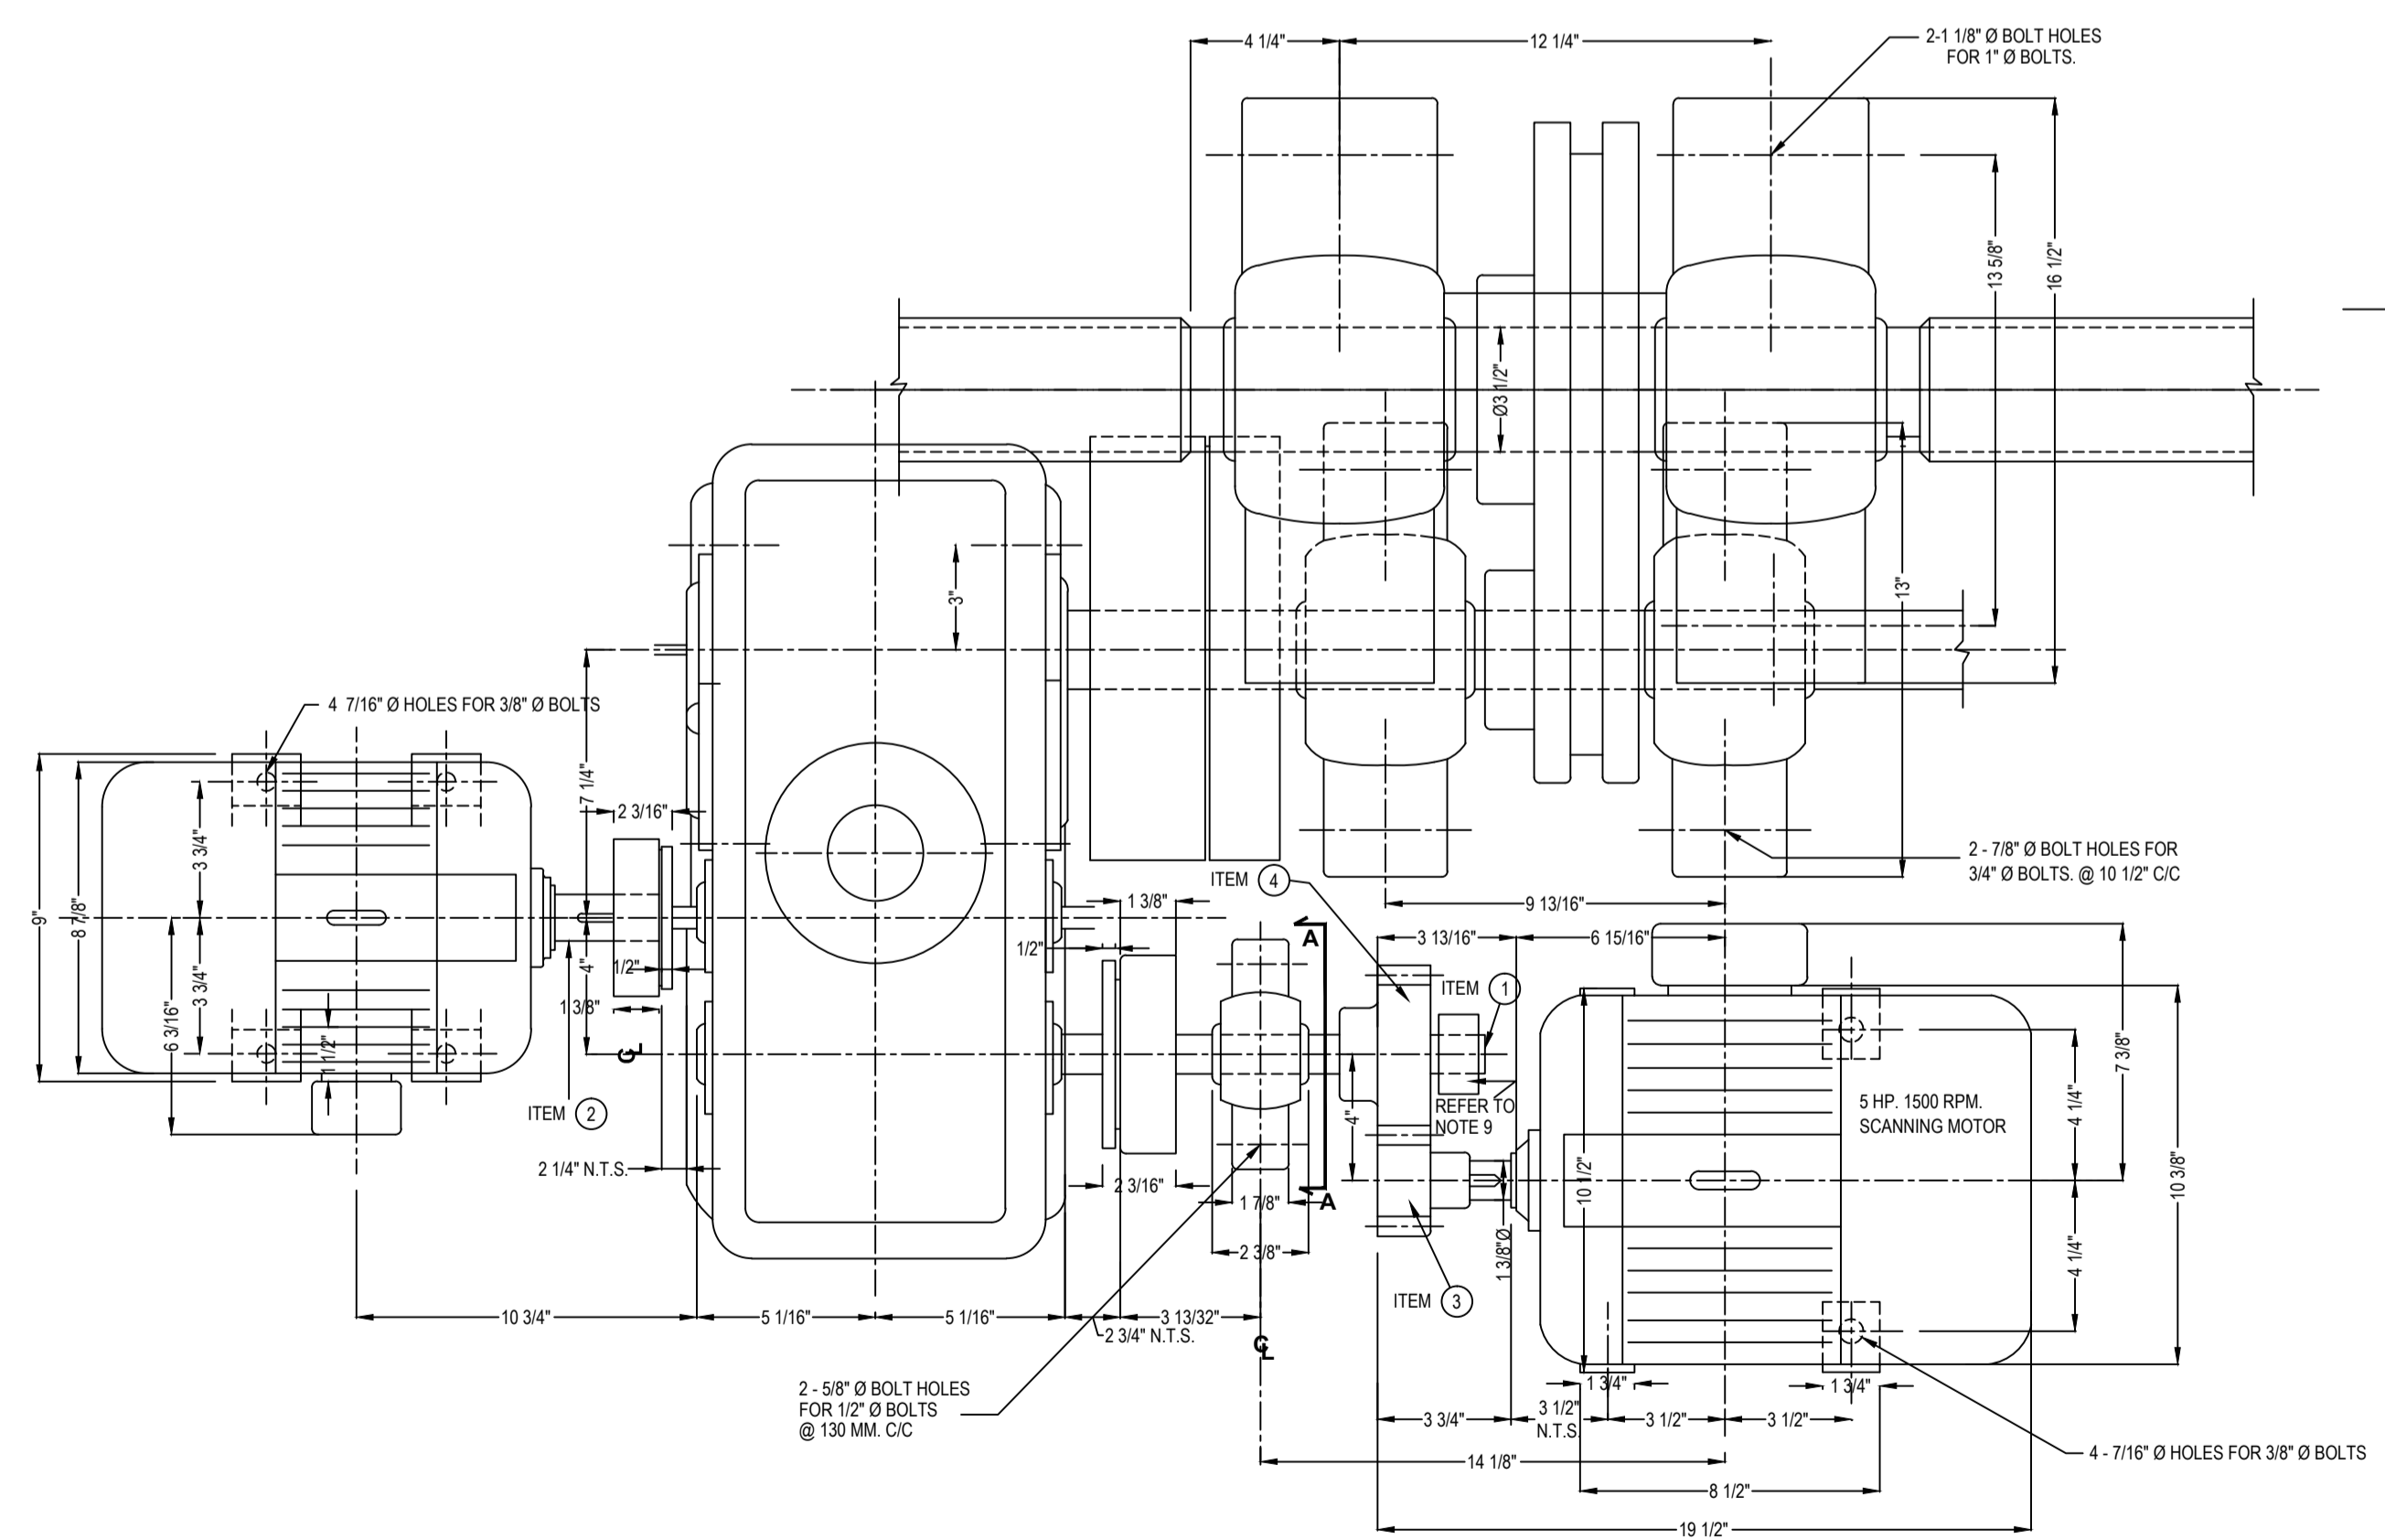 4 1/4"
12 1/4"
2-1 1/8" Ø BOLT HOLES
FOR 1" Ø BOLTS.
13 5/8"
16 1/2"
Ø3 1/2"
3"
13"
4 7/16" Ø HOLES FOR 3/8" Ø BOLTS
7 1/4"
2 3/16"
3 3/4"
9"
8 7/8"
3 3/4"
6 3/16"
1 1/2"
1/2"
4"
1 3/8"
CL
ITEM 2
2 1/4" N.T.S.
2 - 7/8" Ø BOLT HOLES FOR
3/4" Ø BOLTS. @ 10 1/2" C/C
ITEM 4
9 13/16"
1 3/8"
1/2"
A
3 13/16"
6 15/16"
ITEM 1
REFER TO
NOTE 9
4"
5 HP. 1500 RPM.
SCANNING MOTOR
7 3/8"
4 1/4"
10 3/8"
10 1/2"
4 1/4"
2 3/16"
1 7/8"
A
2 3/8"
1 3/8"Ø
ITEM 3
10 3/4"
5 1/16"
5 1/16"
3 13/32"
2 3/4" N.T.S.
CL
2 - 5/8" Ø BOLT HOLES
FOR 1/2" Ø BOLTS
@ 130 MM. C/C
1 3/4"
1 3/4"
3 3/4"
3 1/2"
N.T.S.
3 1/2"
3 1/2"
4 - 7/16" Ø HOLES FOR 3/8" Ø BOLTS
14 1/8"
8 1/2"
19 1/2"